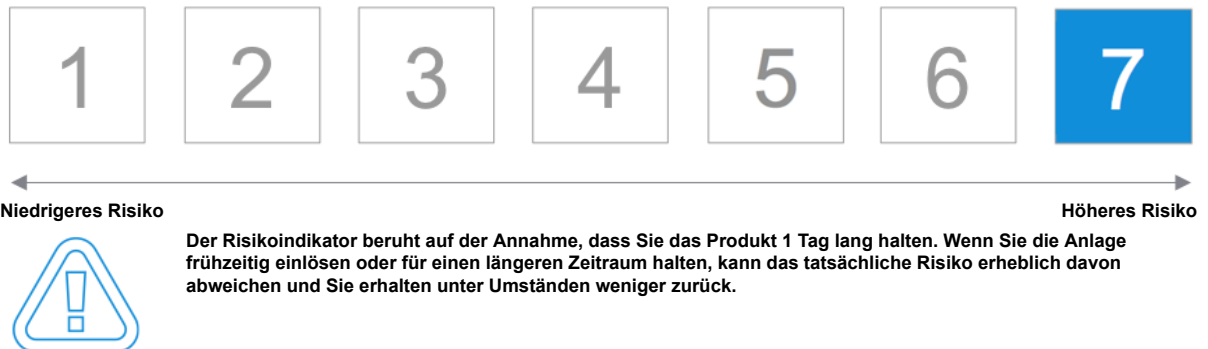 1 2 3 4 5 6 7
Niedrigeres Risiko Höheres Risiko
Der Risikoindikator beruht auf der Annahme, dass Sie das Produkt 1 Tag lang halten. Wenn Sie die Anlage
frühzeitig einlösen oder für einen längeren Zeitraum halten, kann das tatsächliche Risiko erheblich davon
abweichen und Sie erhalten unter Umständen weniger zurück.